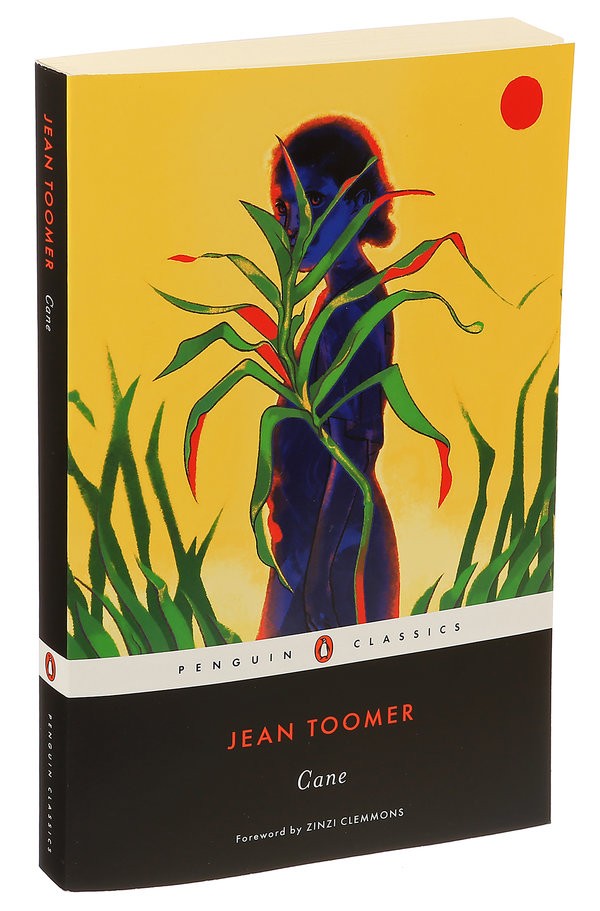 JEAN TOOMER Cane
PENGUIN CLASSICS
PENGUIN CLASSICS
JEAN TOOMER
Cane
Foreword by ZINZI CLEMMONS